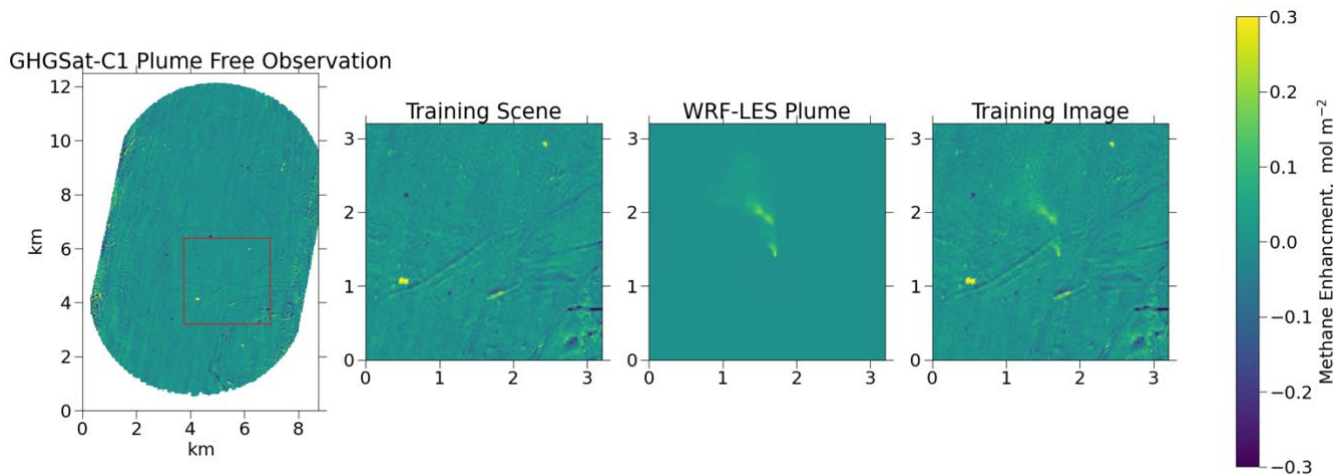 GHGSat-C1 Plume Free Observation
12
10
8
6
4
2
0
km
0 2 4 6 8
km
Training Scene
3
2
1
0
0 1 2 3
WRF-LES Plume
3
2
1
0
0 1 2 3
Training Image
3
2
1
0
0 1 2 3
0.3
0.2
0.1
0.0
−0.1
−0.2
−0.3
Methane Enhancment, mol m⁻²